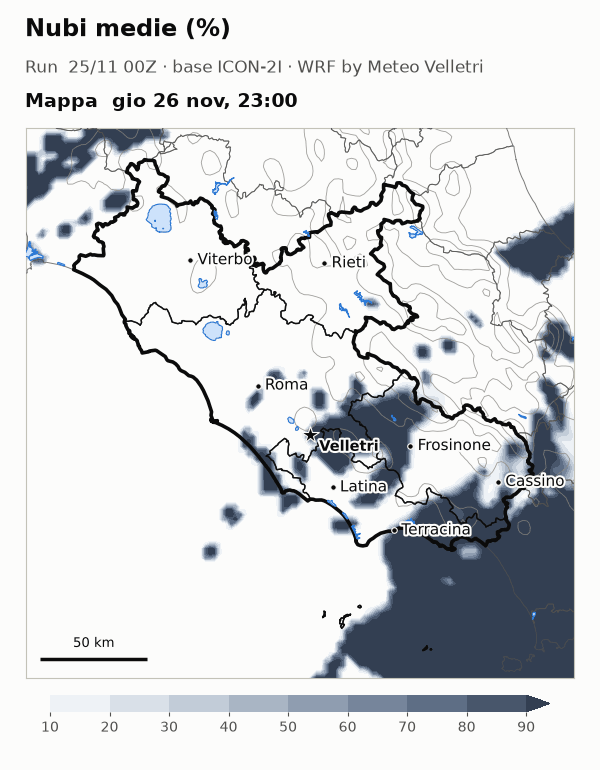 Nubi medie (%)
Run  25/11 00Z · base ICON-2I · WRF by Meteo Velletri
Mappa  gio 26 nov, 23:00
Viterbo
Rieti
Roma
Velletri
Frosinone
Latina
Cassino
Terracina
50 km
10 20 30 40 50 60 70 80 90